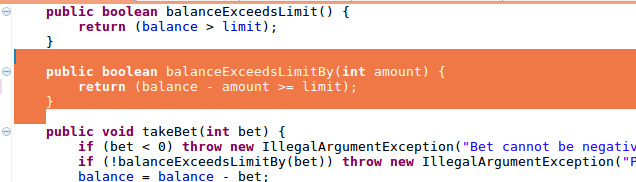 public boolean balanceExceedsLimit() {
return (balance > limit);
}
public boolean balanceExceedsLimitBy(int amount) {
return (balance - amount >= limit);
}
public void takeBet(int bet) {
if (bet < 0) throw new IllegalArgumentException("Bet cannot be negativ
if (!balanceExceedsLimitBy(bet)) throw new IllegalArgumentException("P
balance = balance - bet;